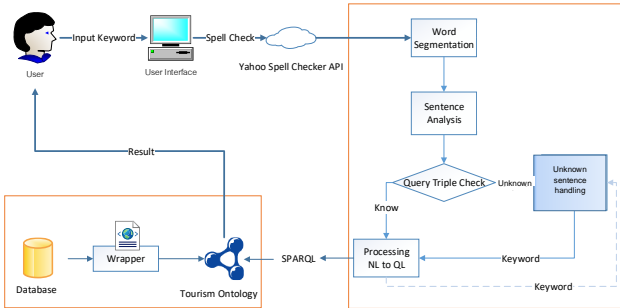 Input Keyword
Spell Check
Word
Segmentation
User
User Interface
Yahoo Spell Checker API
Sentence
Analysis
Result
Query Triple Check
Unknown
Unknown
sentence
handling
Know
Wrapper
SPARQL
Processing
NL to QL
Keyword
Database
Tourism Ontology
Keyword